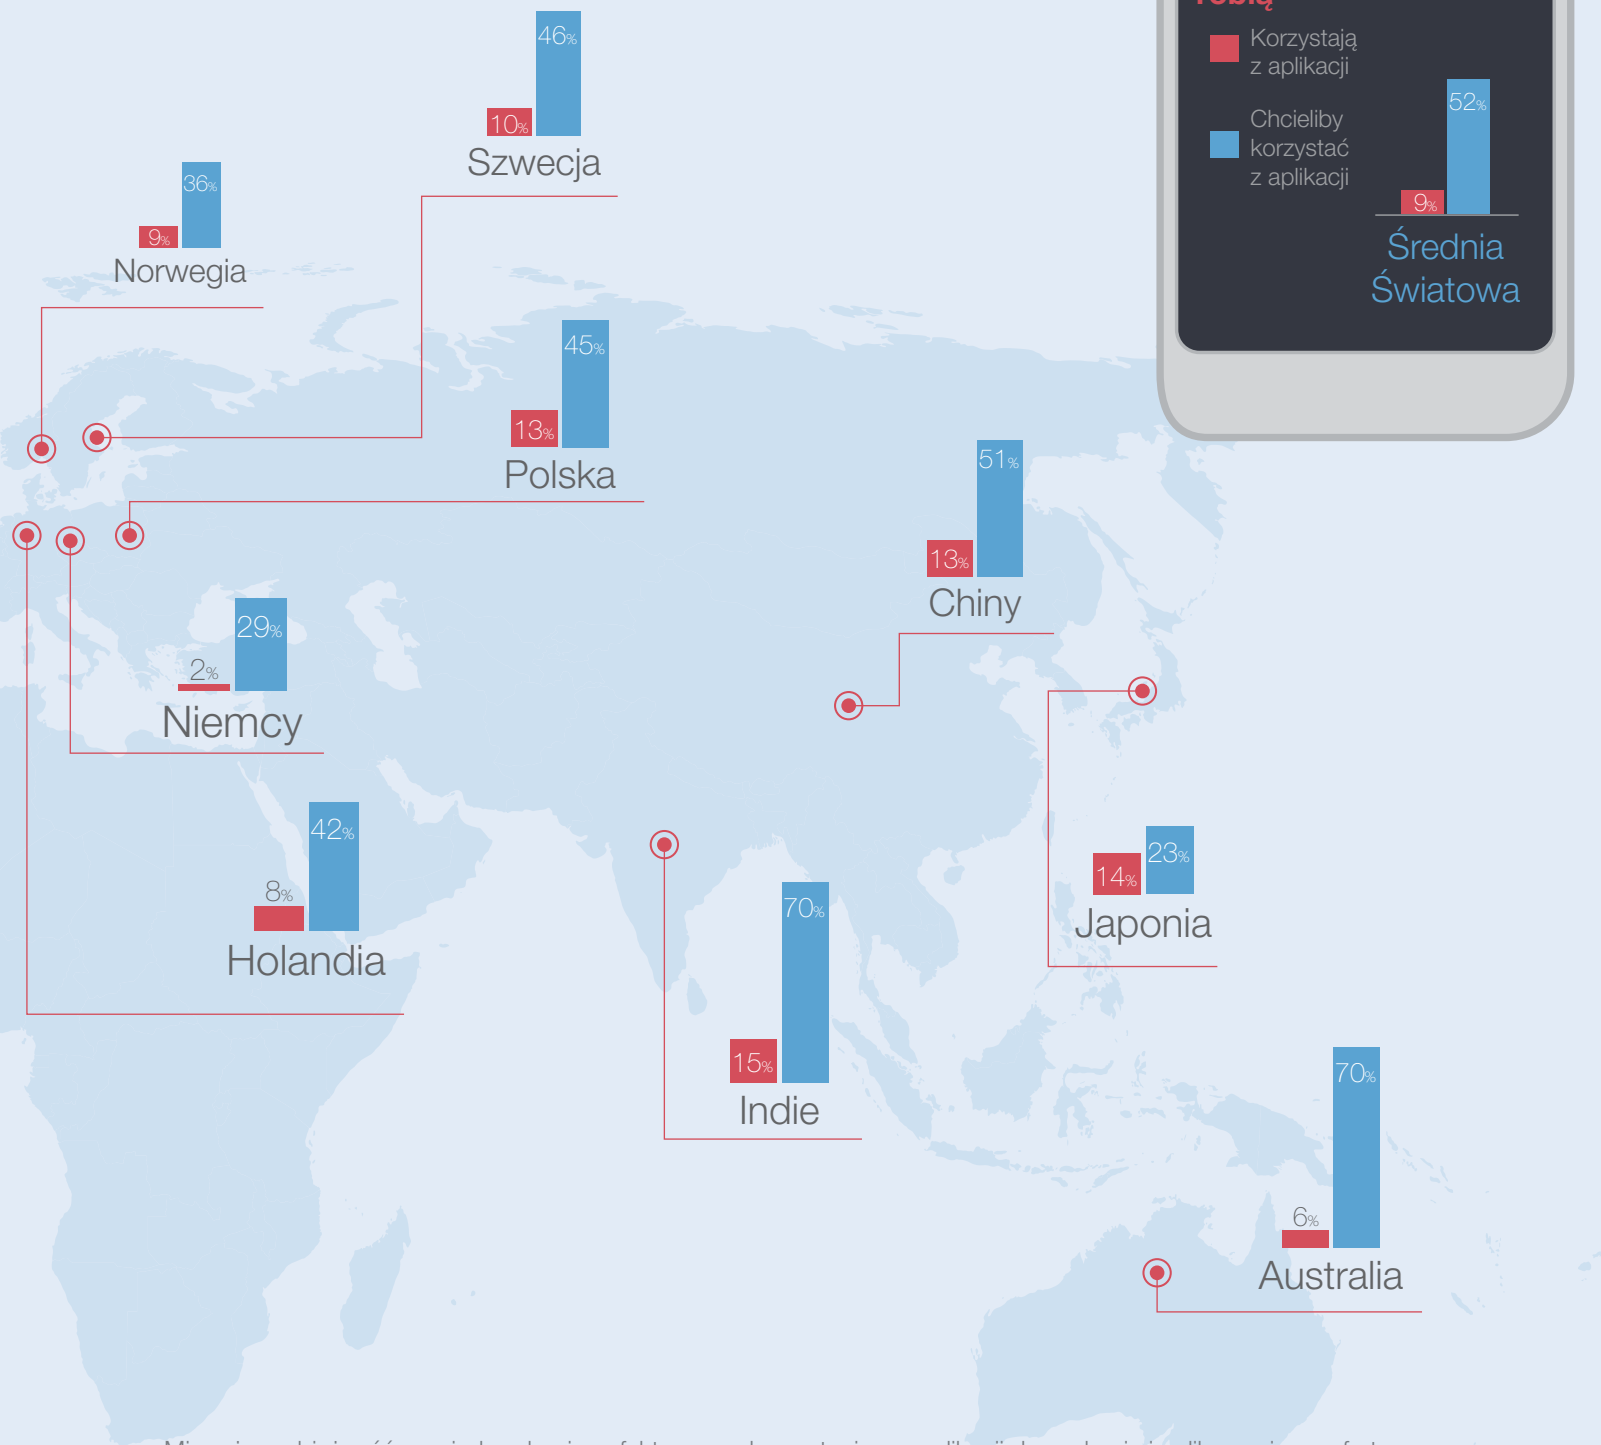 Korzystają
z aplikacji
Chcieliby
korzystać
z aplikacji
52%
9%
Średnia
Światowa
46%
10%
Szwecja
36%
9%
Norwegia
45%
13%
Polska
51%
13%
Chiny
29%
2%
Niemcy
42%
8%
Holandia
23%
14%
Japonia
70%
15%
Indie
70%
6%
Australia